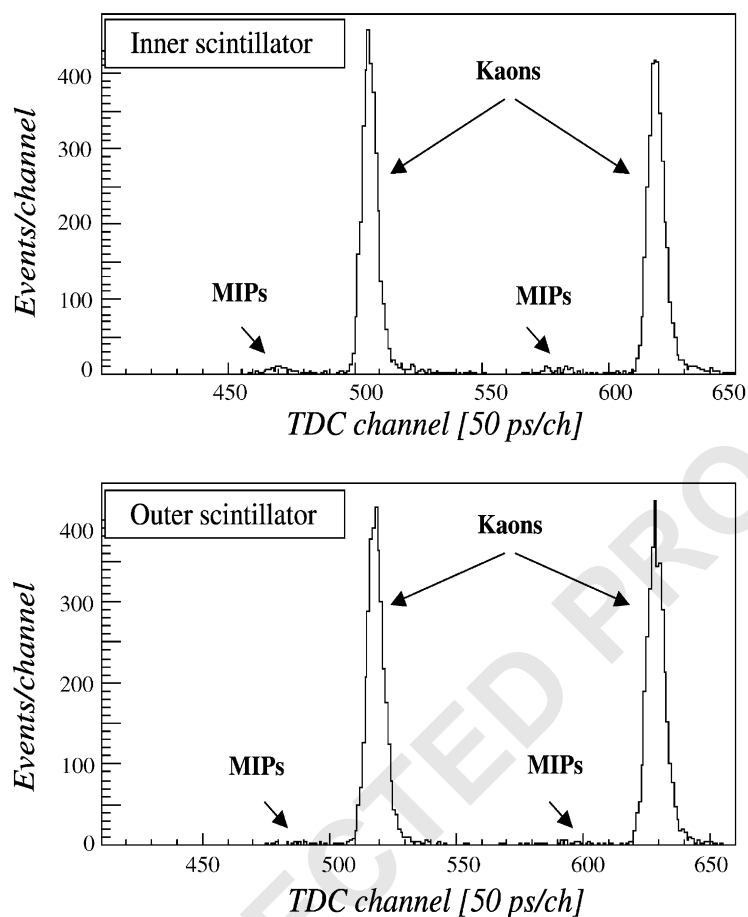 Inner scintillator
Kaons
MIPs
MIPs
Events/channel
400
300
200
100
0
450
500
550
600
650
TDC channel [50 ps/ch]
Outer scintillator
Kaons
MIPs
MIPs
Events/channel
400
300
200
100
0
450
500
550
600
650
TDC channel [50 ps/ch]
CTED PRO